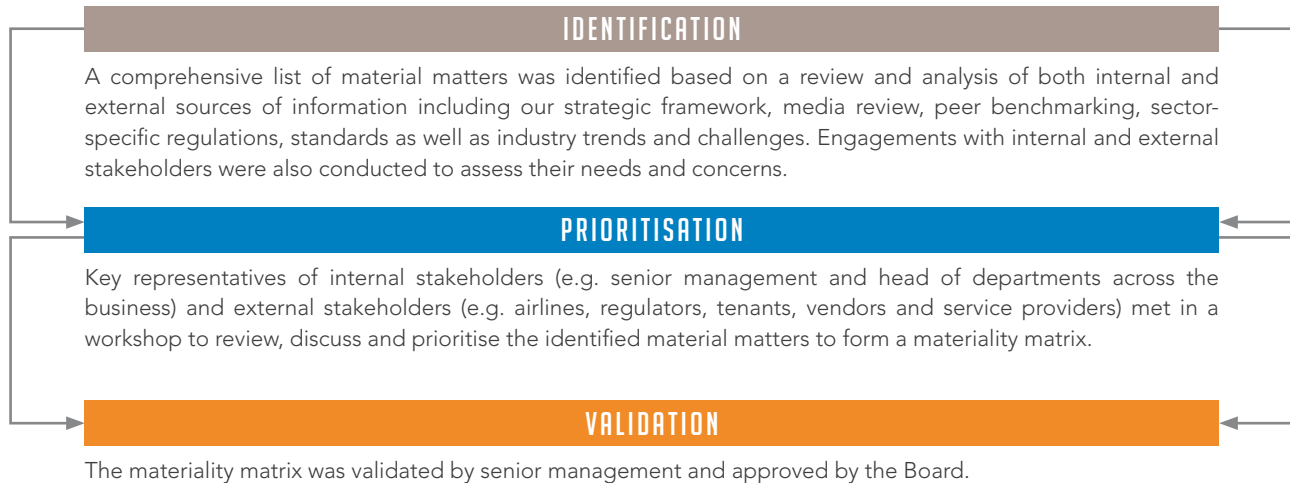 IDENTIFICATION
A comprehensive list of material matters was identified based on a review and analysis of both internal and
external sources of information including our strategic framework, media review, peer benchmarking, sector-
specific regulations, standards as well as industry trends and challenges. Engagements with internal and external
stakeholders were also conducted to assess their needs and concerns.
PRIORITISATION
Key representatives of internal stakeholders (e.g. senior management and head of departments across the
business) and external stakeholders (e.g. airlines, regulators, tenants, vendors and service providers) met in a
workshop to review, discuss and prioritise the identified material matters to form a materiality matrix.
VALIDATION
The materiality matrix was validated by senior management and approved by the Board.